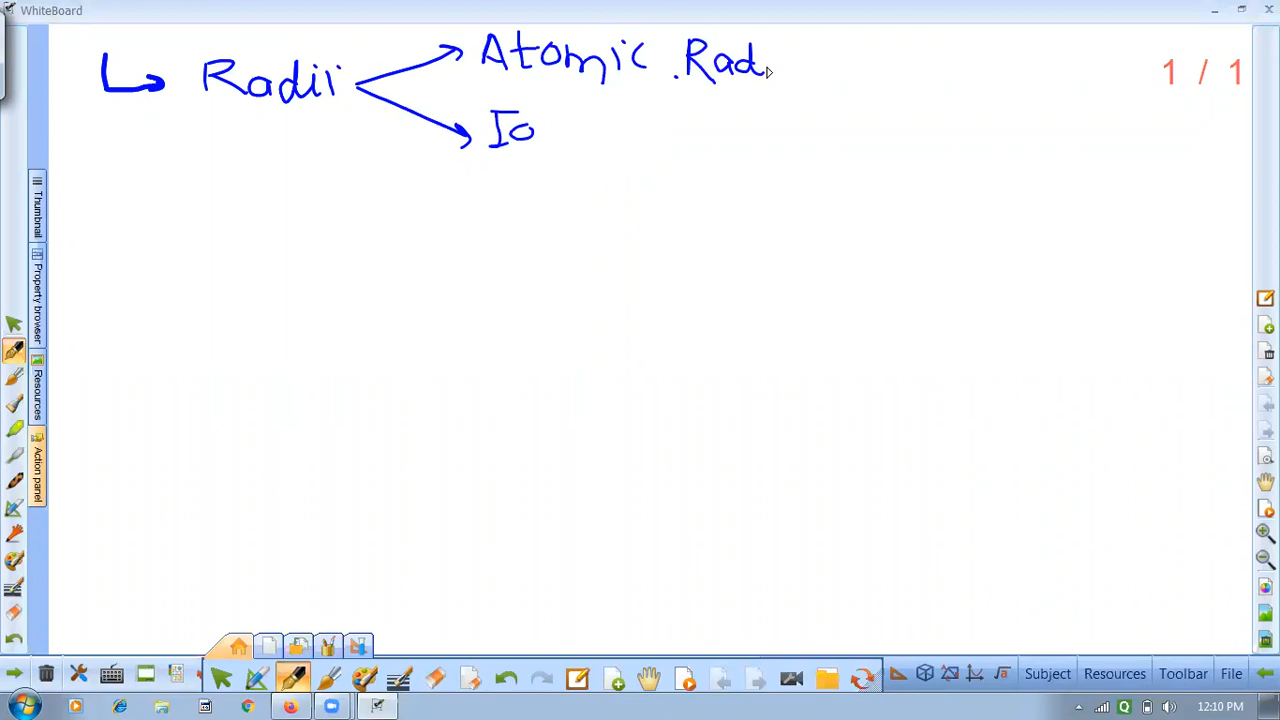 WhiteBoard
Radii Atomic .Rad
Io
1 / 1
Thumbnail
Property browser
Resources
Action panel
Subject Resources Toolbar File
12:10 PM